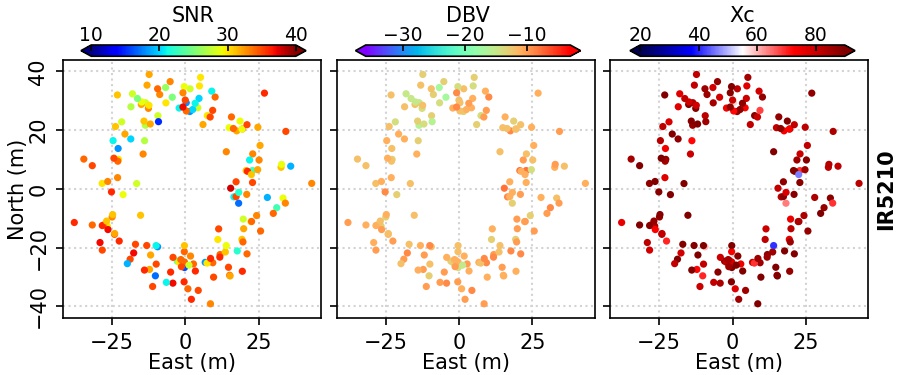 SNR DBV Xc
10 20 30 40 −30 −20 −10 20 40 60 80
40
20
0
−20
−40
North (m)
IR5210
−25 0 25 −25 0 25 −25 0 25
East (m) East (m) East (m)